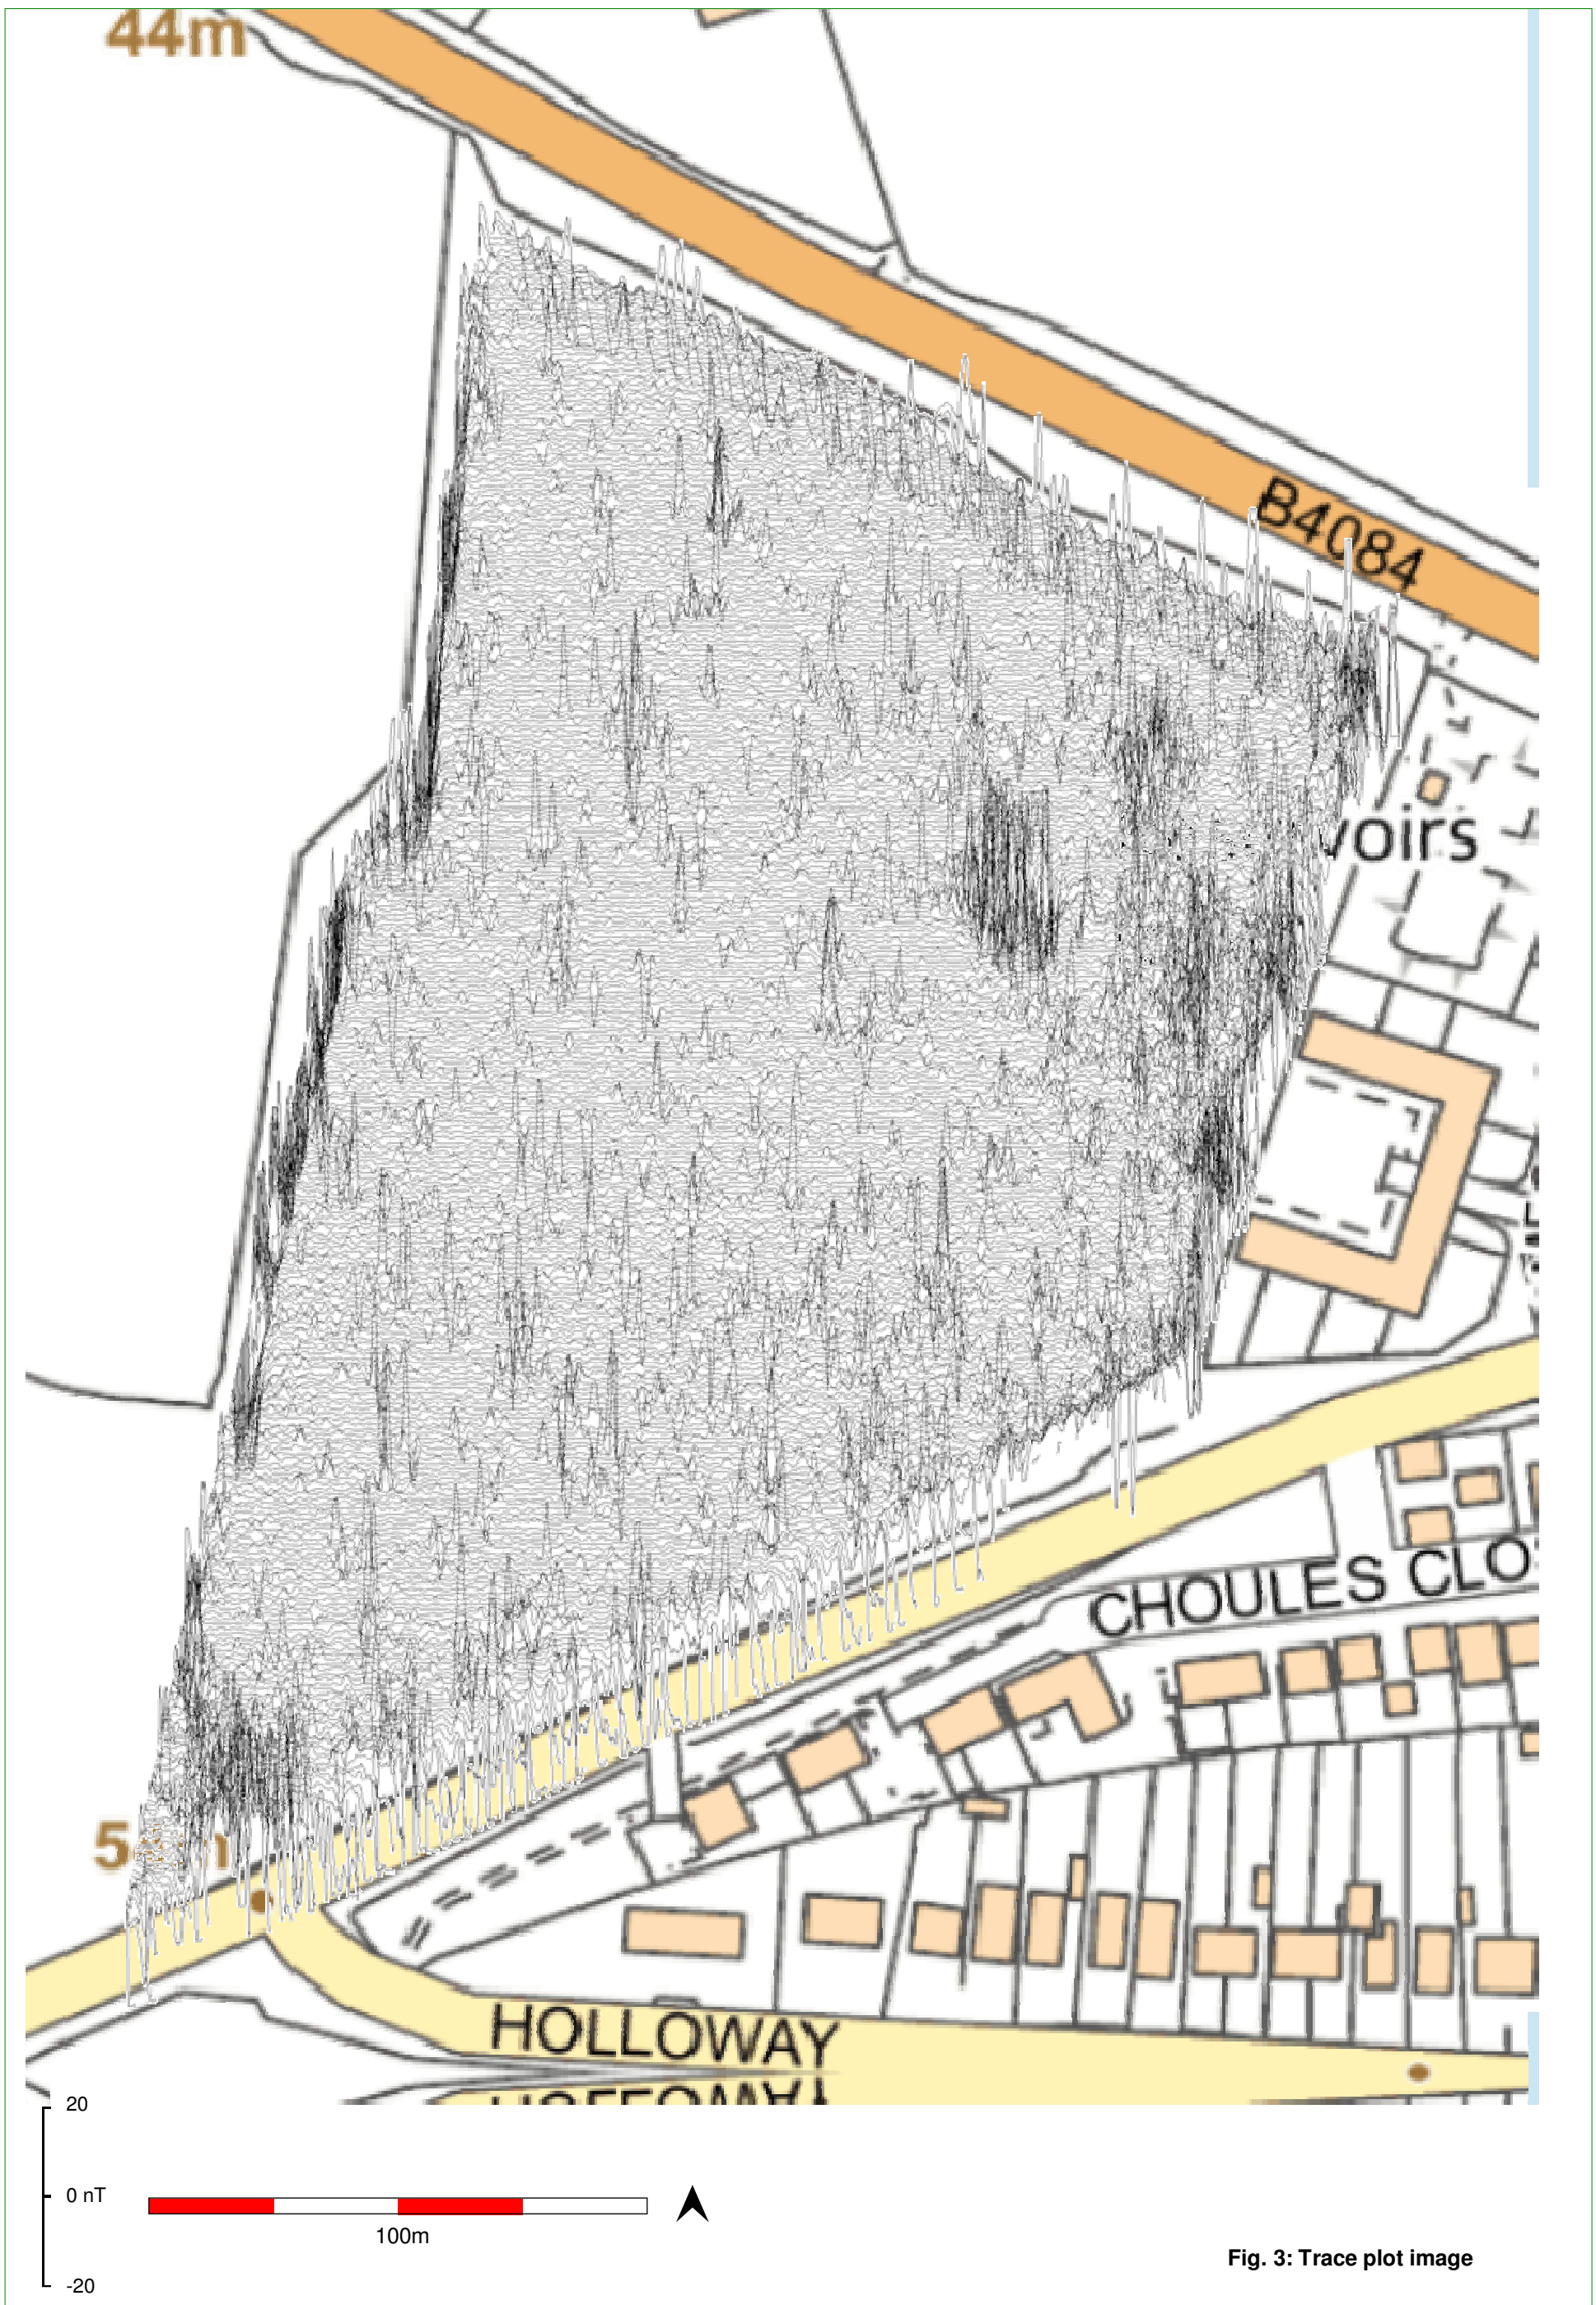 44m
B4084
voirs
CHOULES CLO
HOLLOWAY
20
0 nT
100m
-20
Fig. 3: Trace plot image